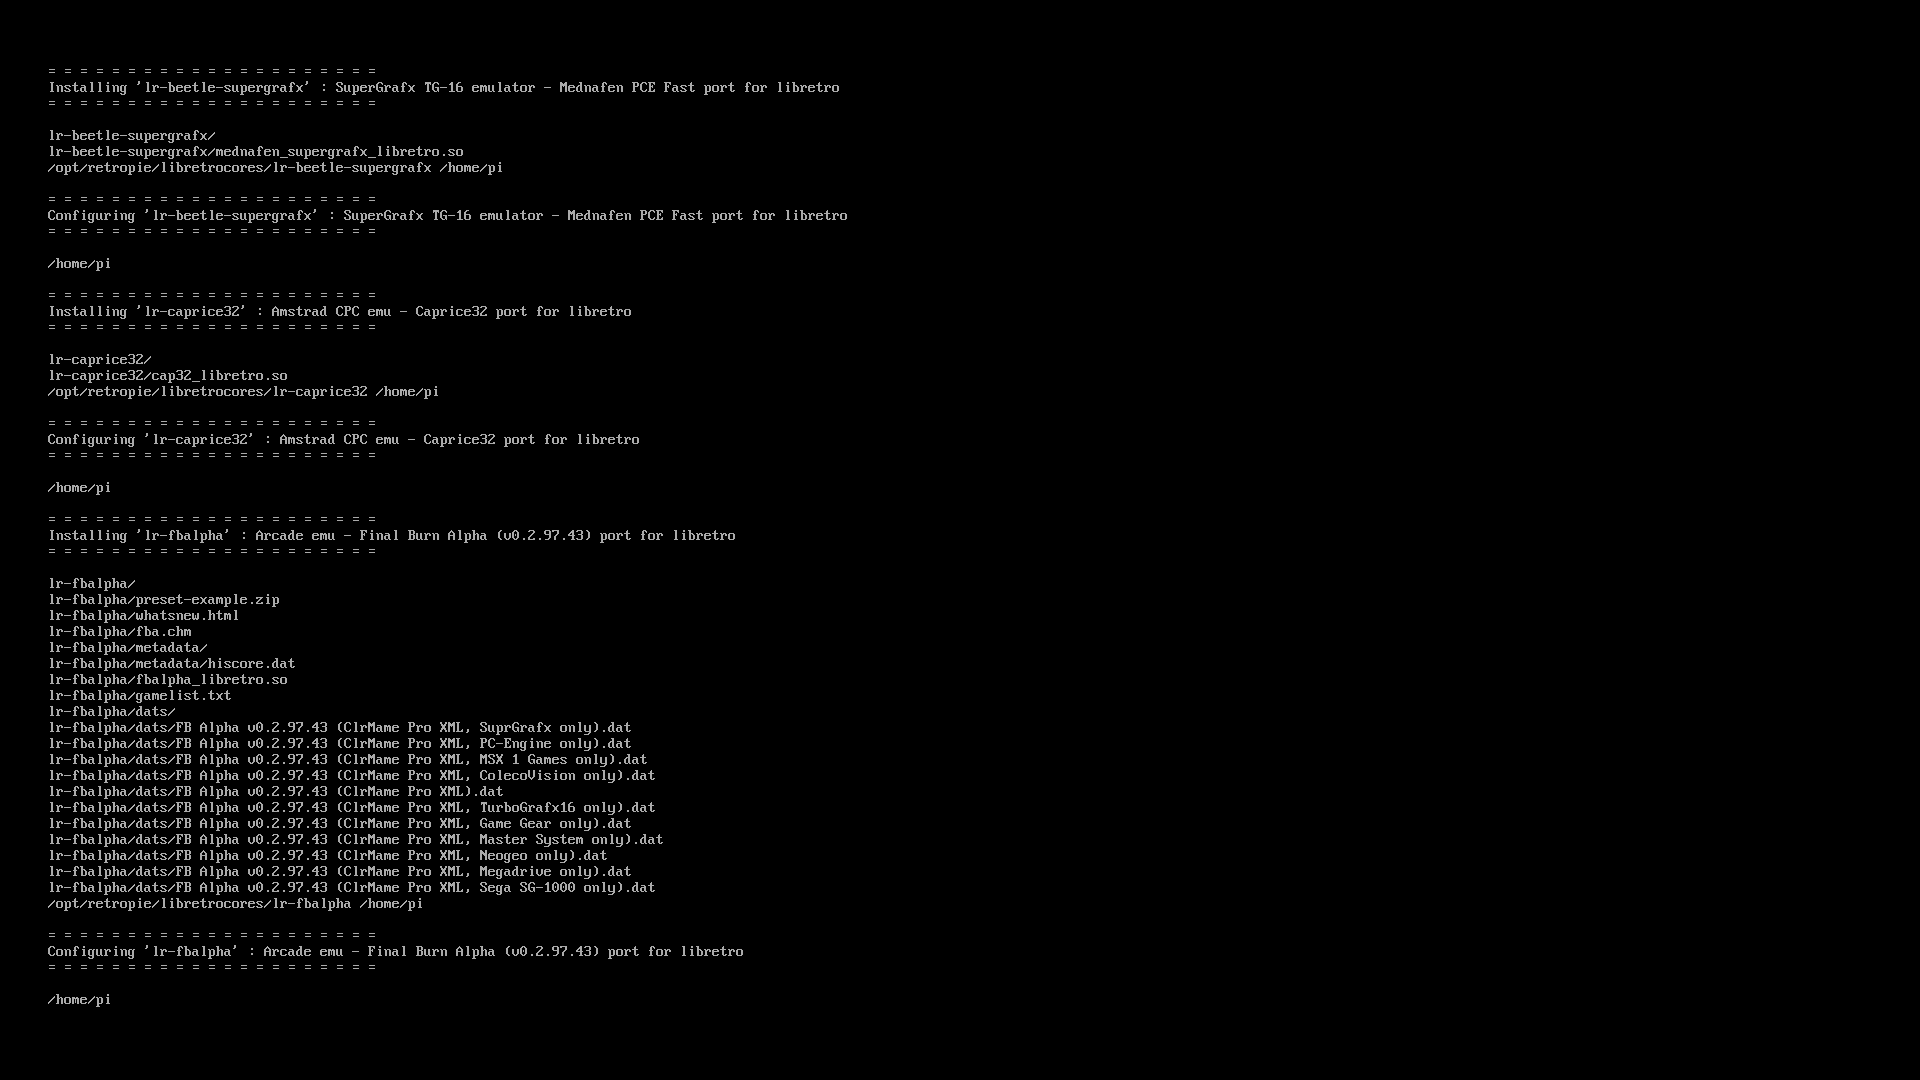 = = = = = = = = = = = = = = = = = = = = =
Installing 'lr-beetle-supergrafx' : SuperGrafx TG-16 emulator - Mednafen PCE Fast port for libretro
= = = = = = = = = = = = = = = = = = = = =
lr-beetle-supergrafx/
lr-beetle-supergrafx/mednafen_supergrafx_libretro.so
/opt/retropie/libretrocores/lr-beetle-supergrafx /home/pi
= = = = = = = = = = = = = = = = = = = = =
Configuring 'lr-beetle-supergrafx' : SuperGrafx TG-16 emulator - Mednafen PCE Fast port for libretro
= = = = = = = = = = = = = = = = = = = = =
/home/pi
= = = = = = = = = = = = = = = = = = = = =
Installing 'lr-caprice32' : Amstrad CPC emu - Caprice32 port for libretro
= = = = = = = = = = = = = = = = = = = = =
lr-caprice32/
lr-caprice32/cap32_libretro.so
/opt/retropie/libretrocores/lr-caprice32 /home/pi
= = = = = = = = = = = = = = = = = = = = =
Configuring 'lr-caprice32' : Amstrad CPC emu - Caprice32 port for libretro
= = = = = = = = = = = = = = = = = = = = =
/home/pi
= = = = = = = = = = = = = = = = = = = = =
Installing 'lr-fbalpha' : Arcade emu - Final Burn Alpha (v0.2.97.43) port for libretro
= = = = = = = = = = = = = = = = = = = = =
lr-fbalpha/
lr-fbalpha/preset-example.zip
lr-fbalpha/whatsnew.html
lr-fbalpha/fba.chm
lr-fbalpha/metadata/
lr-fbalpha/metadata/hiscore.dat
lr-fbalpha/fbalpha_libretro.so
lr-fbalpha/gamelist.txt
lr-fbalpha/dats/
lr-fbalpha/dats/FB Alpha v0.2.97.43 (ClrMame Pro XML, SuprGrafx only).dat
lr-fbalpha/dats/FB Alpha v0.2.97.43 (ClrMame Pro XML, PC-Engine only).dat
lr-fbalpha/dats/FB Alpha v0.2.97.43 (ClrMame Pro XML, MSX 1 Games only).dat
lr-fbalpha/dats/FB Alpha v0.2.97.43 (ClrMame Pro XML, ColecoVision only).dat
lr-fbalpha/dats/FB Alpha v0.2.97.43 (ClrMame Pro XML).dat
lr-fbalpha/dats/FB Alpha v0.2.97.43 (ClrMame Pro XML, TurboGrafx16 only).dat
lr-fbalpha/dats/FB Alpha v0.2.97.43 (ClrMame Pro XML, Game Gear only).dat
lr-fbalpha/dats/FB Alpha v0.2.97.43 (ClrMame Pro XML, Master System only).dat
lr-fbalpha/dats/FB Alpha v0.2.97.43 (ClrMame Pro XML, Neogeo only).dat
lr-fbalpha/dats/FB Alpha v0.2.97.43 (ClrMame Pro XML, Megadrive only).dat
lr-fbalpha/dats/FB Alpha v0.2.97.43 (ClrMame Pro XML, Sega SG-1000 only).dat
/opt/retropie/libretrocores/lr-fbalpha /home/pi
= = = = = = = = = = = = = = = = = = = = =
Configuring 'lr-fbalpha' : Arcade emu - Final Burn Alpha (v0.2.97.43) port for libretro
= = = = = = = = = = = = = = = = = = = = =
/home/pi